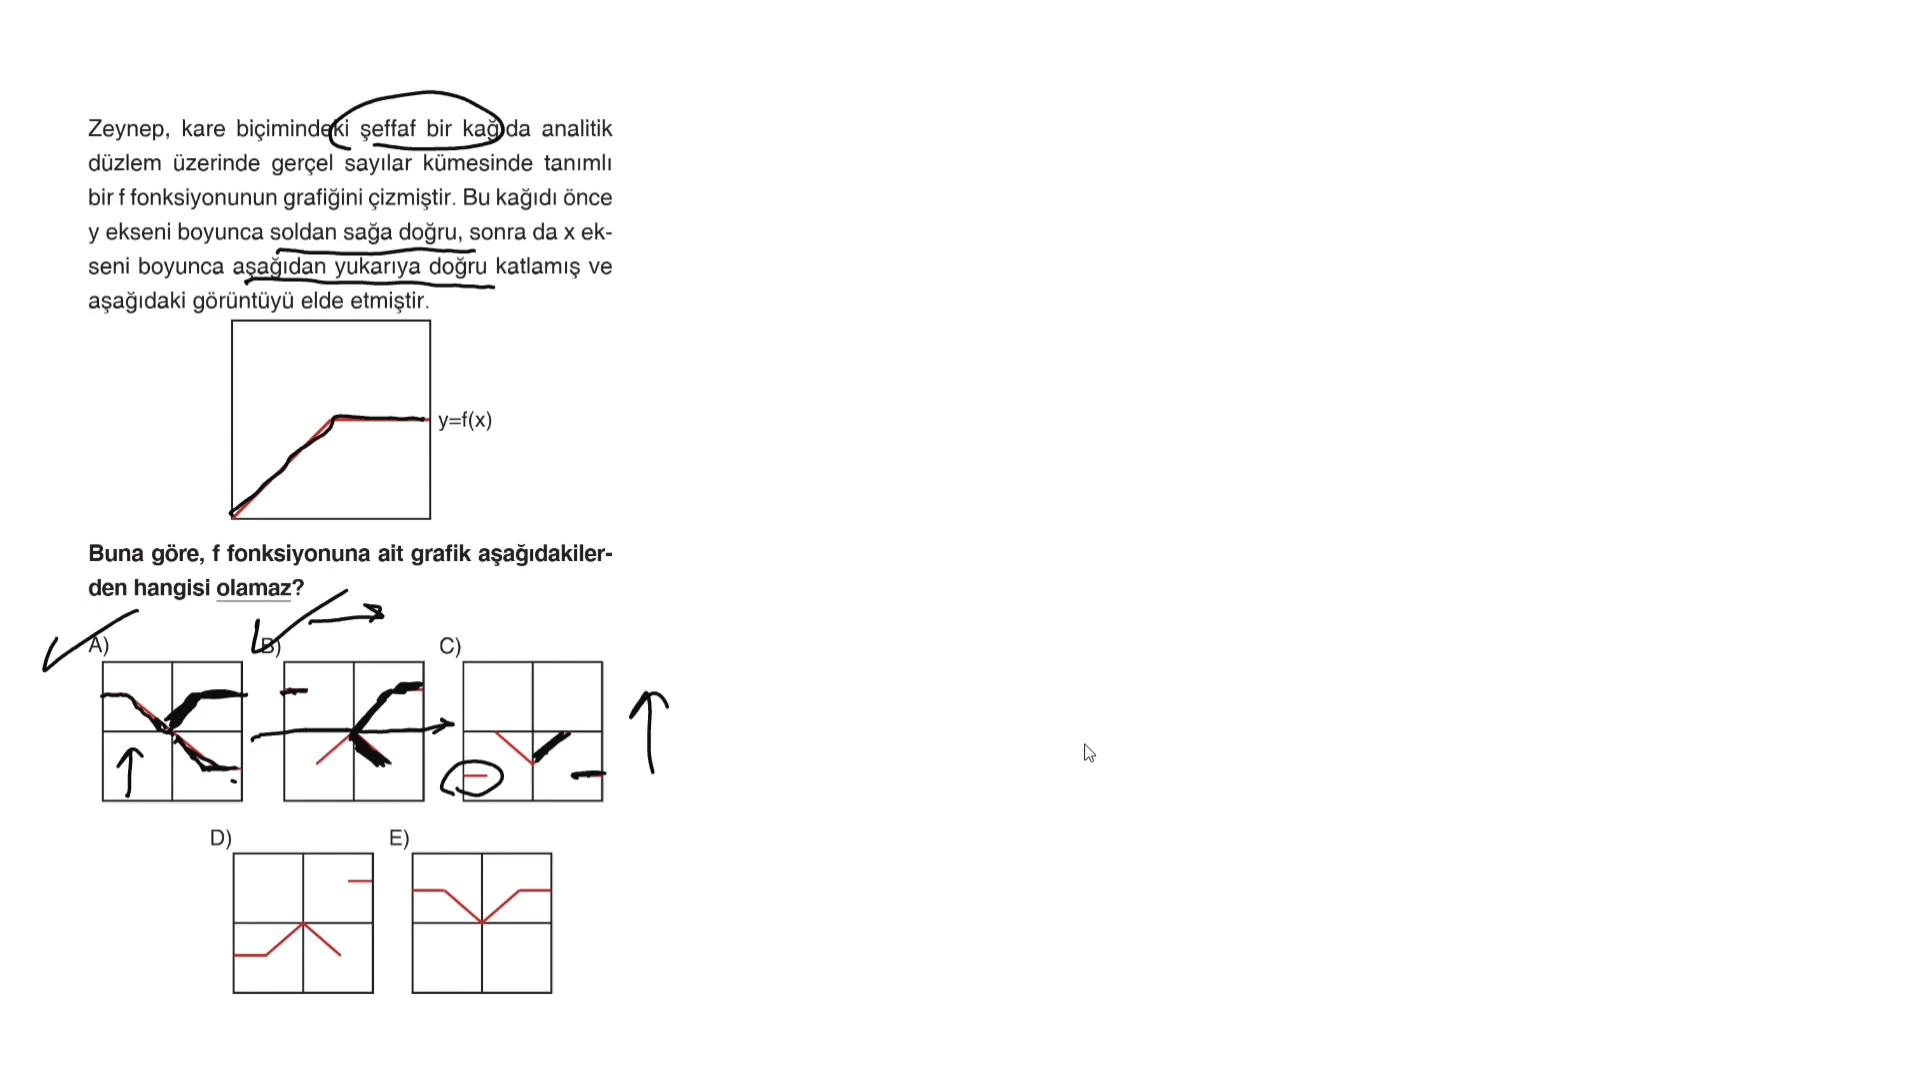 Zeynep, kare biçimindeki şeffaf bir kağıda analitik
düzlem üzerinde gerçel sayılar kümesinde tanımlı
bir f fonksiyonunun grafiğini çizmiştir. Bu kağıdı önce
y ekseni boyunca soldan sağa doğru, sonra da x ek-
seni boyunca aşağıdan yukarıya doğru katlamış ve
aşağıdaki görüntüyü elde etmiştir.
y=f(x)
Buna göre, f fonksiyonuna ait grafik aşağıdakiler-
den hangisi olamaz?
A) B) C)
D) E)